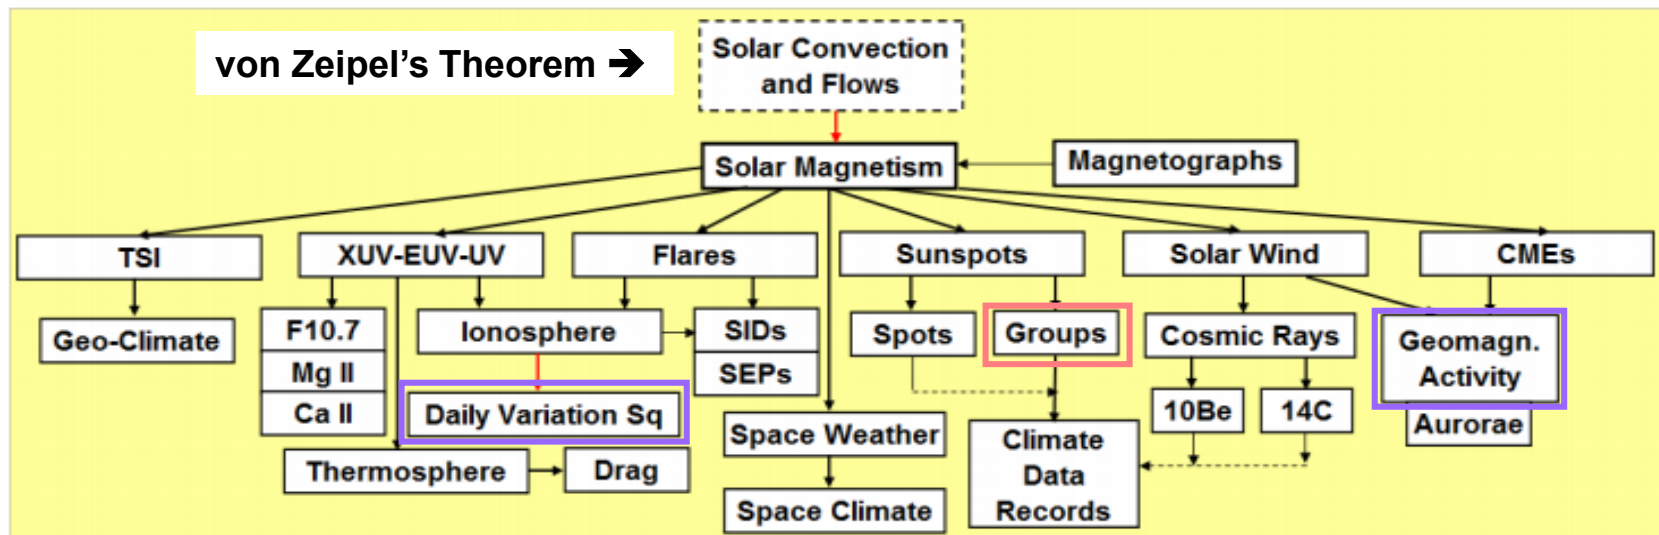 von Zeipel's Theorem ➔
Solar Convection
and Flows
Solar Magnetism
Magnetographs
TSI
XUV-EUV-UV
Flares
Sunspots
Solar Wind
CMEs
Geo-Climate
F10.7
Mg II
Ca II
Ionosphere
SIDs
SEPs
Spots
Groups
Cosmic Rays
Geomagn.
Activity
Daily Variation Sq
10Be
14C
Aurorae
Space Weather
Climate
Data
Records
Thermosphere
Drag
Space Climate